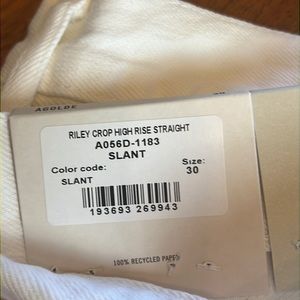 AGOLDE
RILEY CROP HIGH RISE STRAIGHT
A056D-1183
SLANT
Color code:
Size:
SLANT
30
193693 269943
100% RECYCLED PAPER